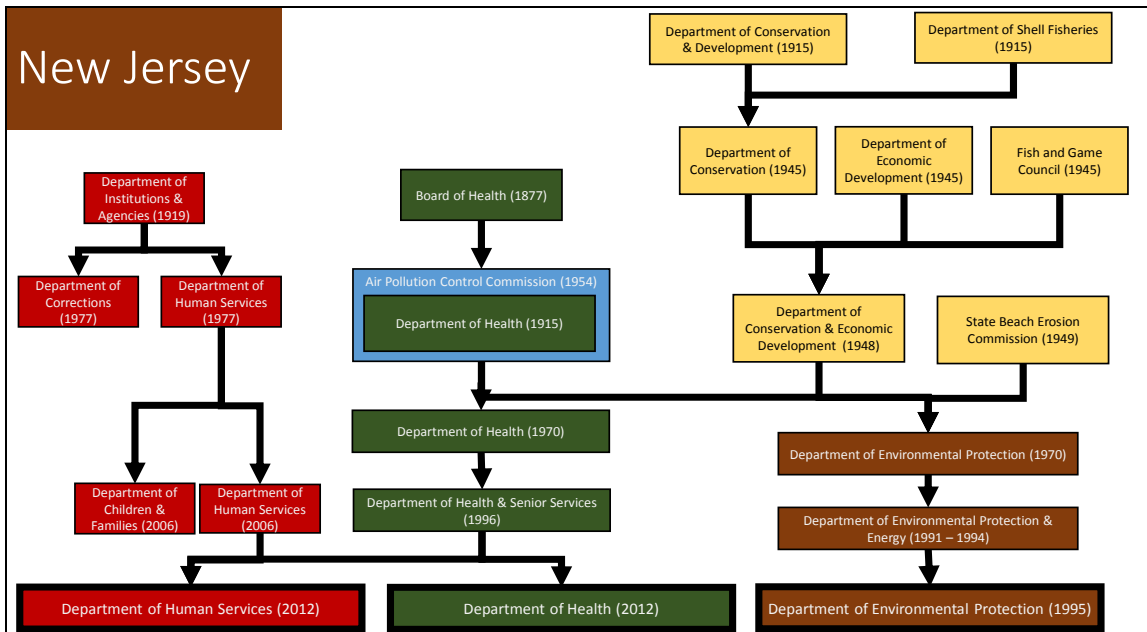 New Jersey
Department of Conservation
& Development (1915)
Department of Shell Fisheries
(1915)
Department of
Conservation
(1945)
Department of
Economic
Development (1945)
Fish and Game
Council (1945)
Department of
Institutions &
Agencies (1919)
Board of Health (1877)
Department of
Corrections
(1977)
Department of
Human Services
(1977)
Air Pollution Control Commission (1954)
Department of Health (1915)
Department of
Conservation & Economic
Development (1948)
State Beach Erosion
Commission (1949)
Department of Health (1970)
Department of Environmental Protection (1970)
Department of
Children &
Families (2006)
Department of
Human Services
(2006)
Department of Health & Senior Services
(1996)
Department of Environmental Protection &
Energy (1991 – 1994)
Department of Human Services (2012)
Department of Health (2012)
Department of Environmental Protection (1995)